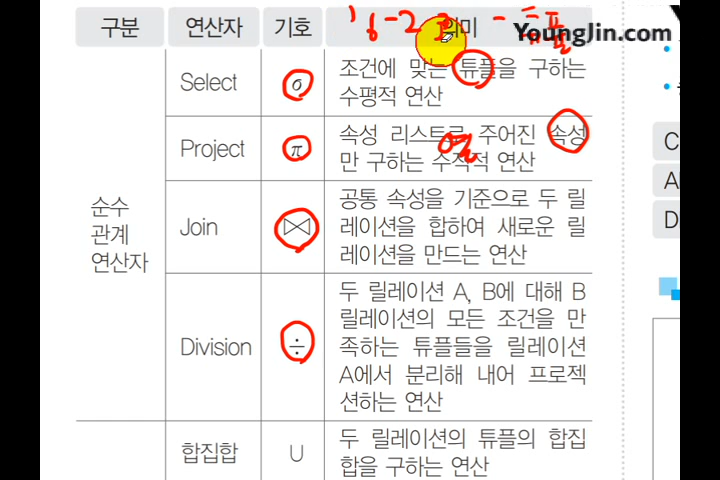 구분 연산자 기호 의미
'16-2회 - 튜플
YoungJin.com
Select σ 조건에 맞는 튜플을 구하는
수평적 연산
Project π 속성 리스트로 주어진 속성
만 구하는 수직적 연산
열
순수
관계
연산자
Join ⋈ 공통 속성을 기준으로 두 릴
레이션을 합하여 새로운 릴
레이션을 만드는 연산
Division ÷ 두 릴레이션 A, B에 대해 B
릴레이션의 모든 조건을 만
족하는 튜플들을 릴레이션
A에서 분리해 내어 프로젝
션하는 연산
합집합 ∪ 두 릴레이션의 튜플의 합집
합을 구하는 연산
C
A
D